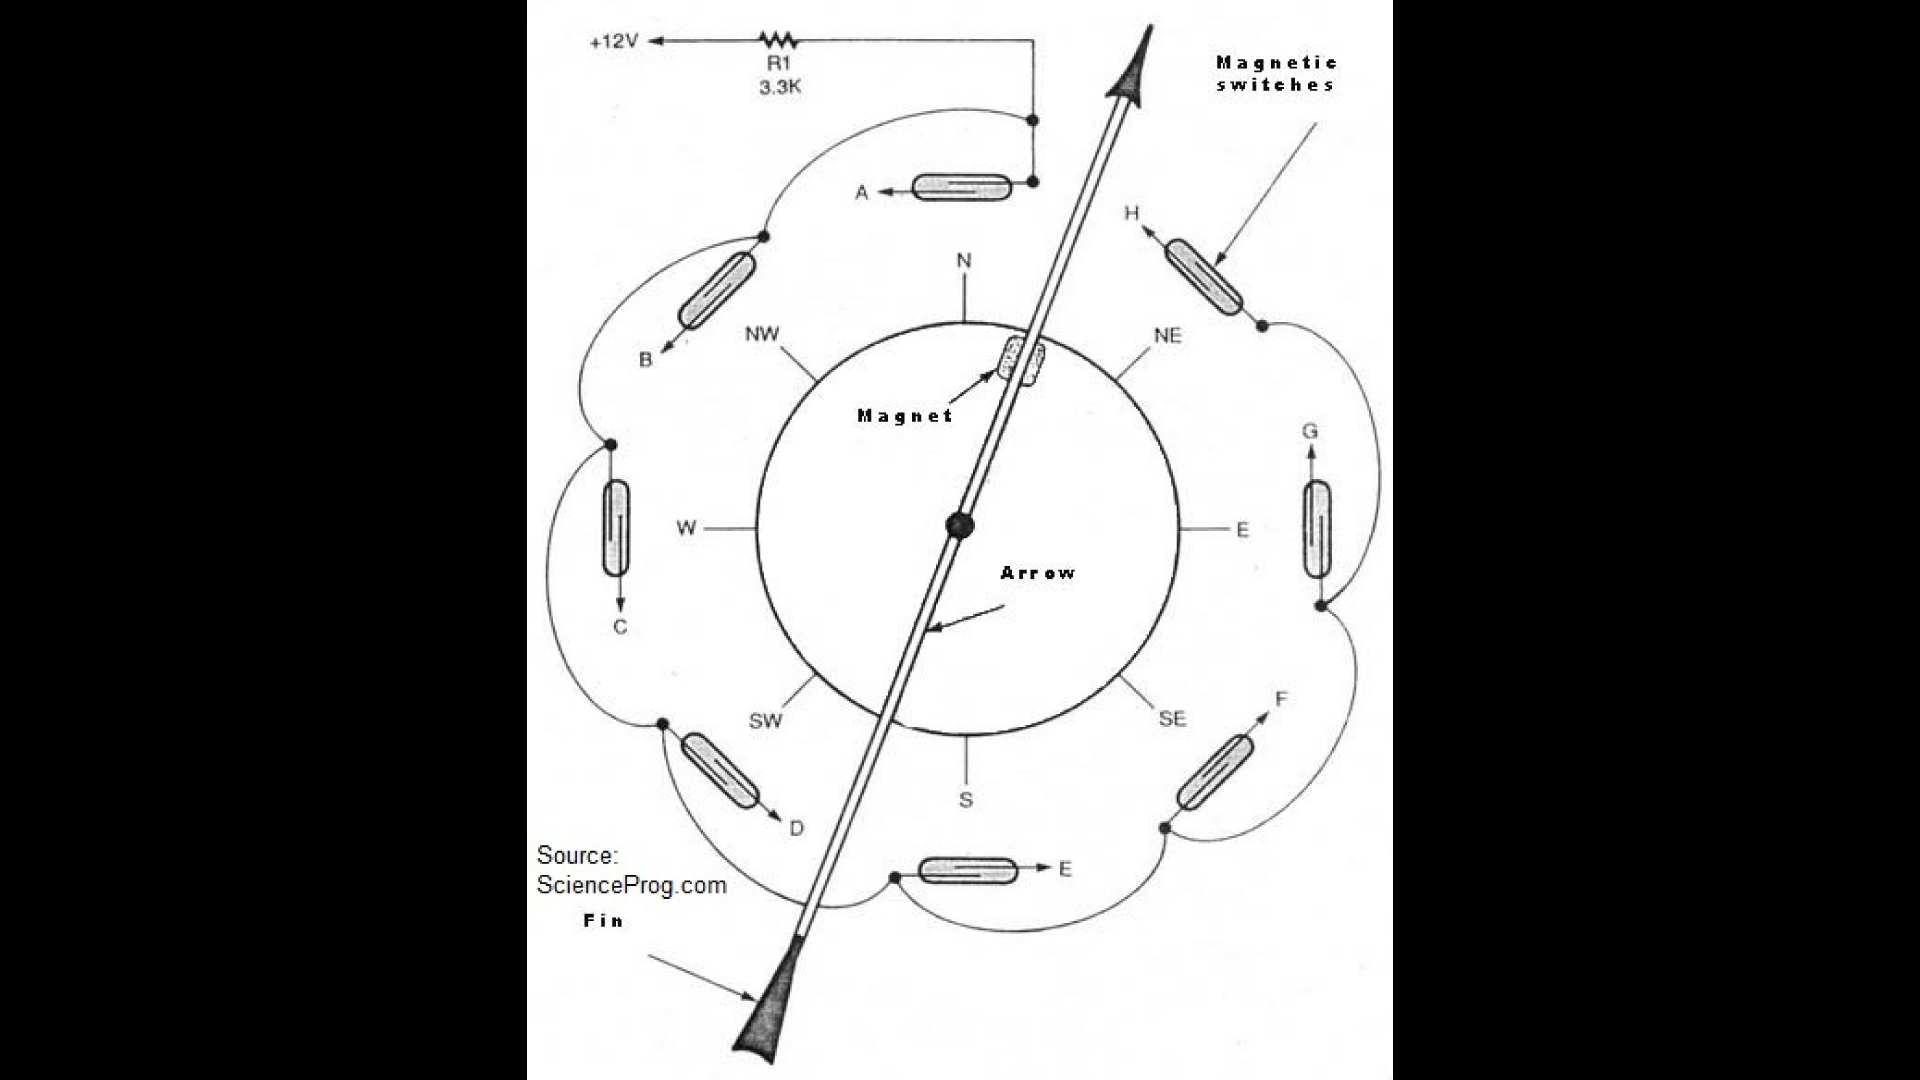 +12V
R1
3.3K
Magnetic
switches
A
H
N
B
NW
NE
Magnet
G
W
E
Arrow
C
SW
SE
F
S
D
E
Source:
ScienceProg.com
Fin